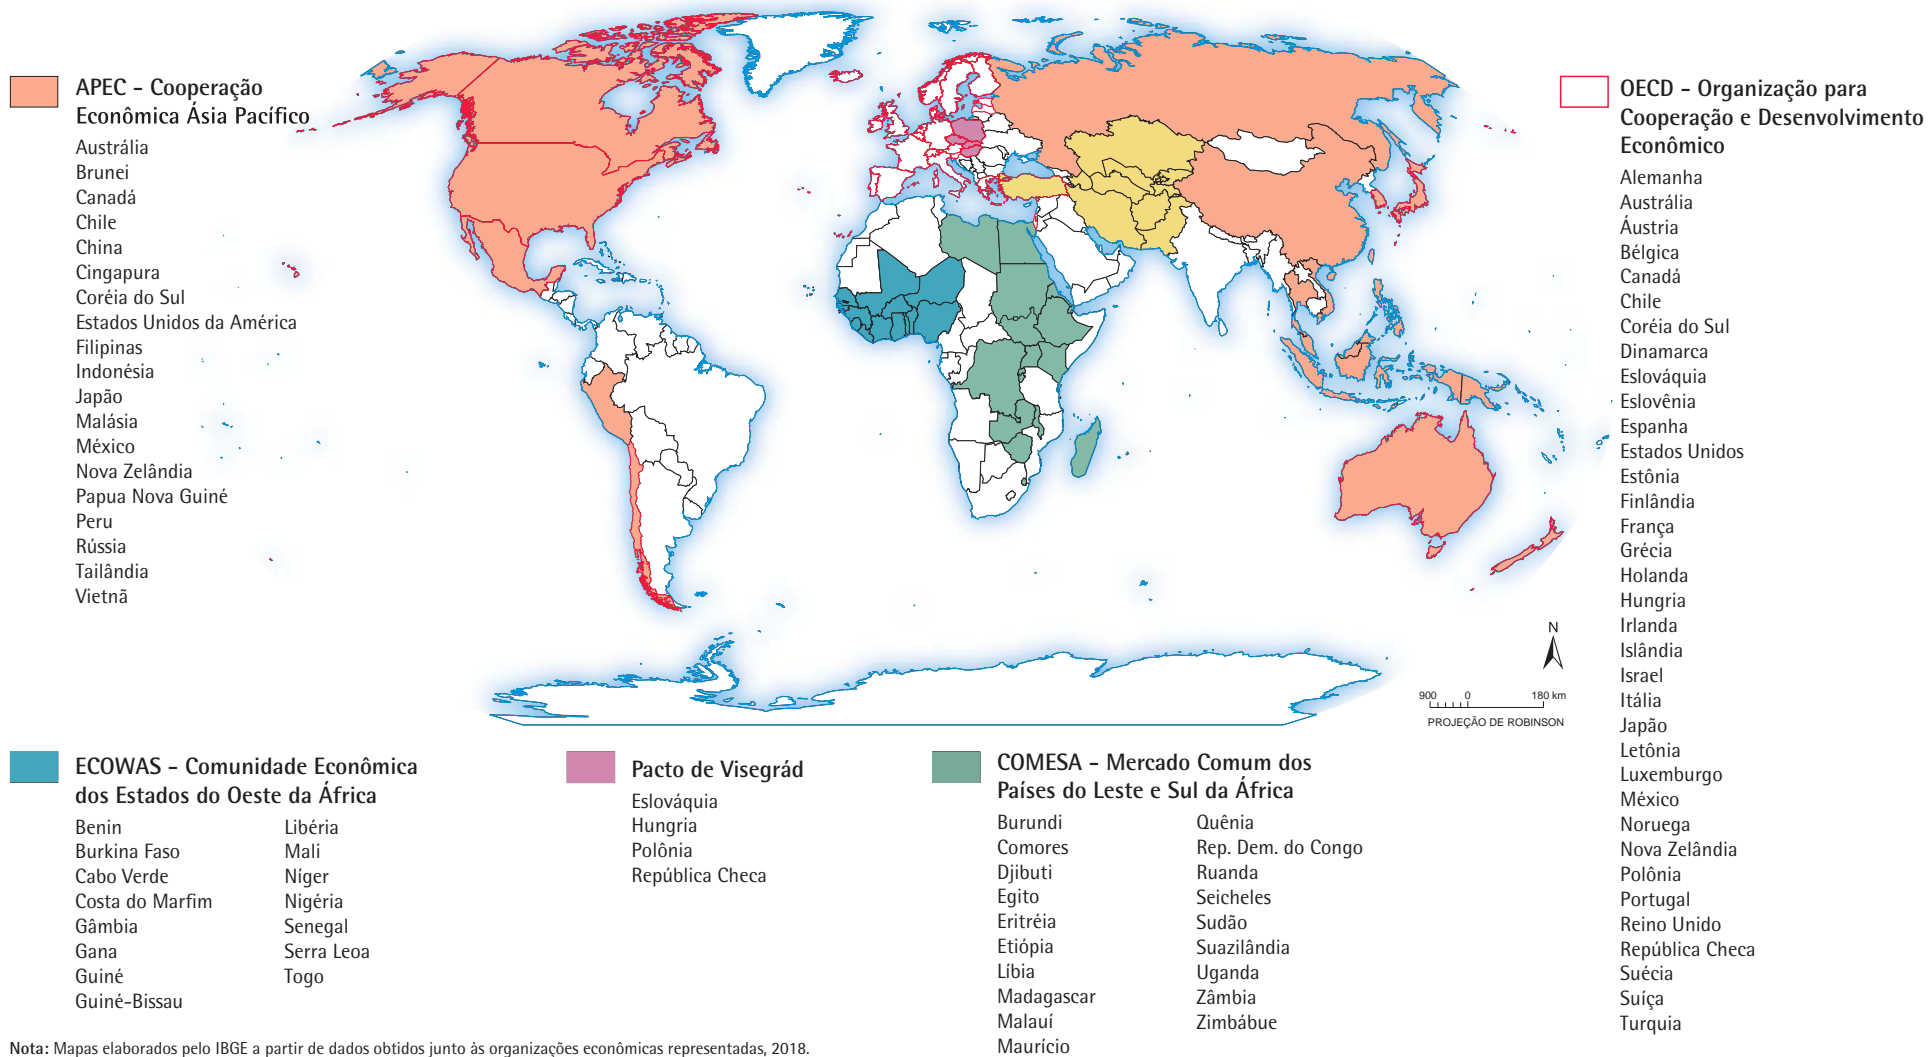 APEC - Cooperação
Econômica Ásia Pacífico
Austrália
Brunei
Canadá
Chile
China
Cingapura
Coréia do Sul
Estados Unidos da América
Filipinas
Indonésia
Japão
Malásia
México
Nova Zelândia
Papua Nova Guiné
Peru
Rússia
Tailândia
Vietnã
OECD - Organização para
Cooperação e Desenvolvimento
Econômico
Alemanha
Austrália
Áustria
Bélgica
Canadá
Chile
Coréia do Sul
Dinamarca
Eslováquia
Eslovênia
Espanha
Estados Unidos
Estônia
Finlândia
França
Grécia
Holanda
Hungria
Irlanda
Islândia
Israel
Itália
Japão
Letônia
Luxemburgo
México
Noruega
Nova Zelândia
Polônia
Portugal
Reino Unido
República Checa
Suécia
Suíça
Turquia
N
900 0 180 km
PROJEÇÃO DE ROBINSON
ECOWAS - Comunidade Econômica
dos Estados do Oeste da África
Benin
Burkina Faso
Cabo Verde
Costa do Marfim
Gâmbia
Gana
Guiné
Guiné-Bissau
Libéria
Mali
Níger
Nigéria
Senegal
Serra Leoa
Togo
Pacto de Visegrád
Eslováquia
Hungria
Polônia
República Checa
COMESA - Mercado Comum dos
Países do Leste e Sul da África
Burundi
Comores
Djibuti
Egito
Eritréia
Etiópia
Líbia
Madagascar
Malauí
Maurício
Quênia
Rep. Dem. do Congo
Ruanda
Seicheles
Sudão
Suazilândia
Uganda
Zâmbia
Zimbábue
Nota: Mapas elaborados pelo IBGE a partir de dados obtidos junto às organizações econômicas representadas, 2018.